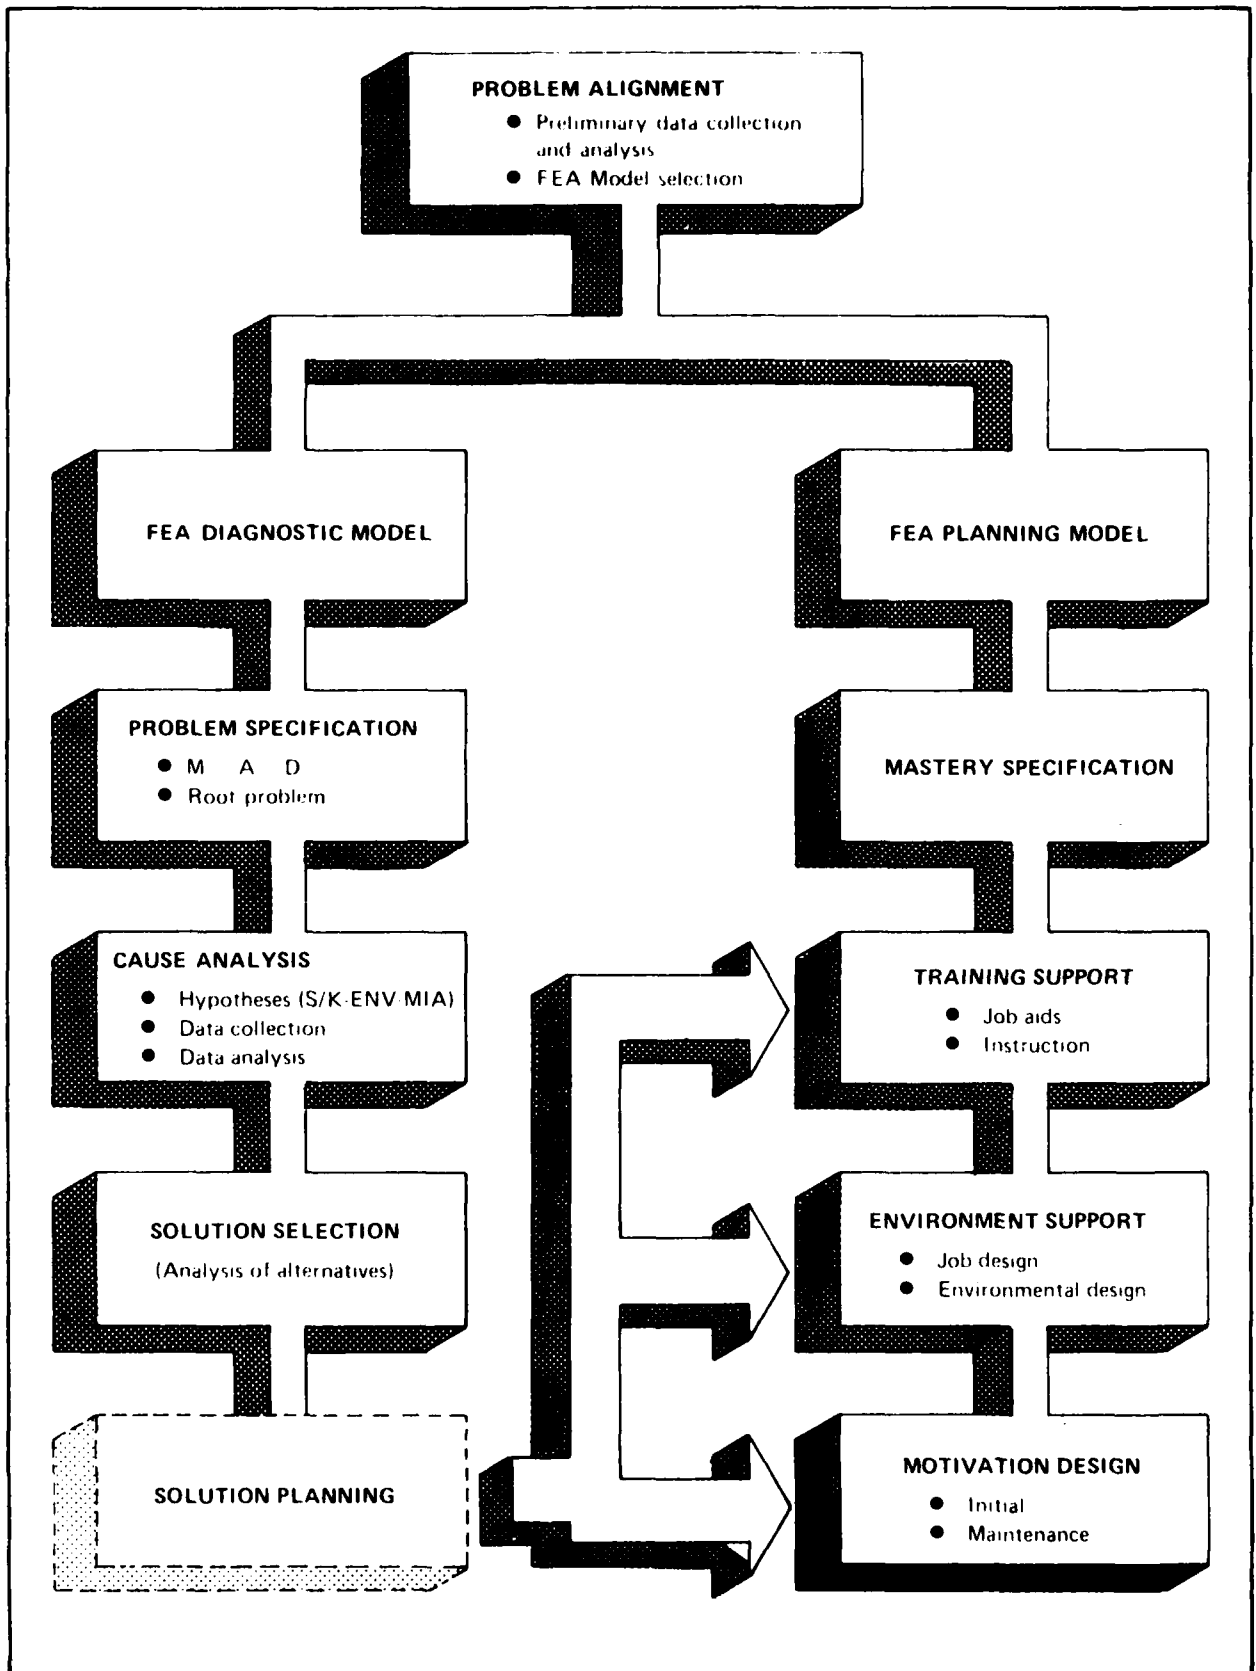 PROBLEM ALIGNMENT
● Preliminary data collection
and analysis
● FEA Model selection
FEA DIAGNOSTIC MODEL
PROBLEM SPECIFICATION
● M A D
● Root problem
CAUSE ANALYSIS
● Hypotheses (S/K-ENV-MIA)
● Data collection
● Data analysis
SOLUTION SELECTION
(Analysis of alternatives)
SOLUTION PLANNING
FEA PLANNING MODEL
MASTERY SPECIFICATION
TRAINING SUPPORT
● Job aids
● Instruction
ENVIRONMENT SUPPORT
● Job design
● Environmental design
MOTIVATION DESIGN
● Initial
● Maintenance